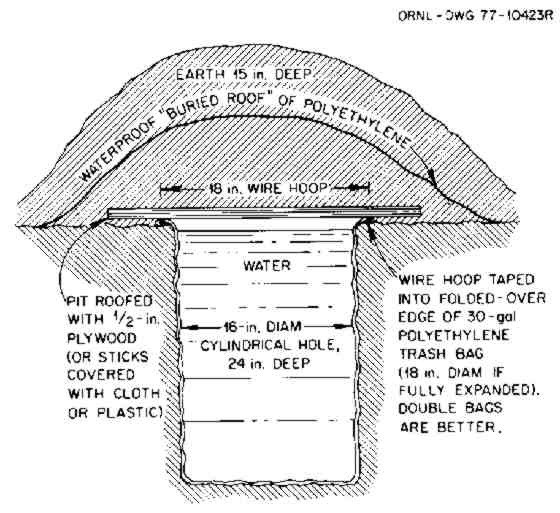 ORNL-DWG 77-10423R
EARTH 15 in. DEEP
WATERPROOF "BURIED ROOF" OF POLYETHYLENE
18 in. WIRE HOOP
WATER
16-in. DIAM
CYLINDRICAL HOLE,
24 in. DEEP
PIT ROOFED
WITH 1/2-in.
PLYWOOD
(OR STICKS
COVERED
WITH CLOTH
OR PLASTIC)
WIRE HOOP TAPED
INTO FOLDED-OVER
EDGE OF 30-gal
POLYETHYLENE
TRASH BAG
(18 in. DIAM IF
FULLY EXPANDED).
DOUBLE BAGS
ARE BETTER.